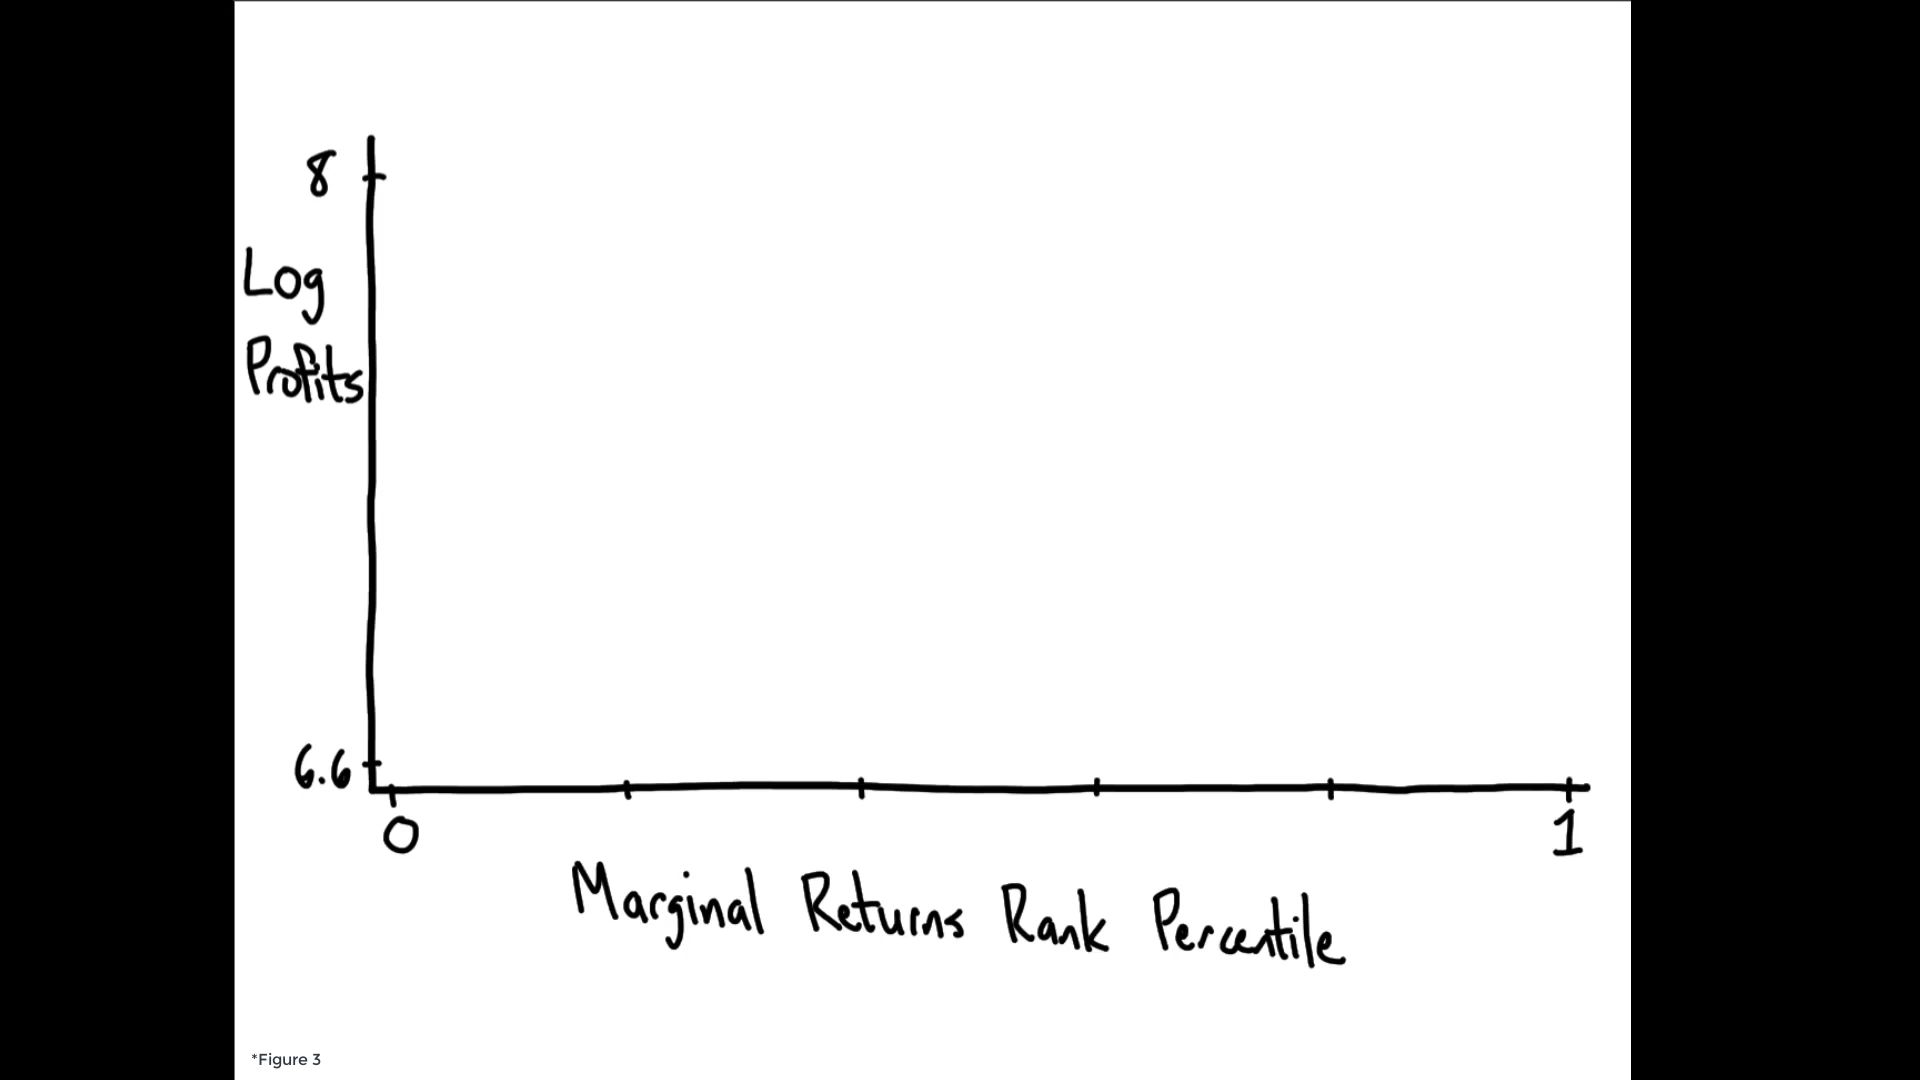 8
Log
Profits
6.6
0
1
Marginal Returns Rank Percentile
*Figure 3